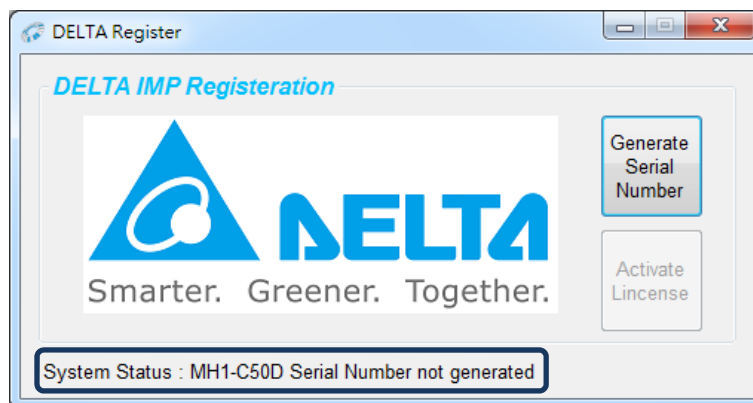 DELTA Register
DELTA IMP Registeration
DELTA
Smarter. Greener. Together.
Generate
Serial
Number
Activate
Lincense
System Status : MH1-C50D Serial Number not generated